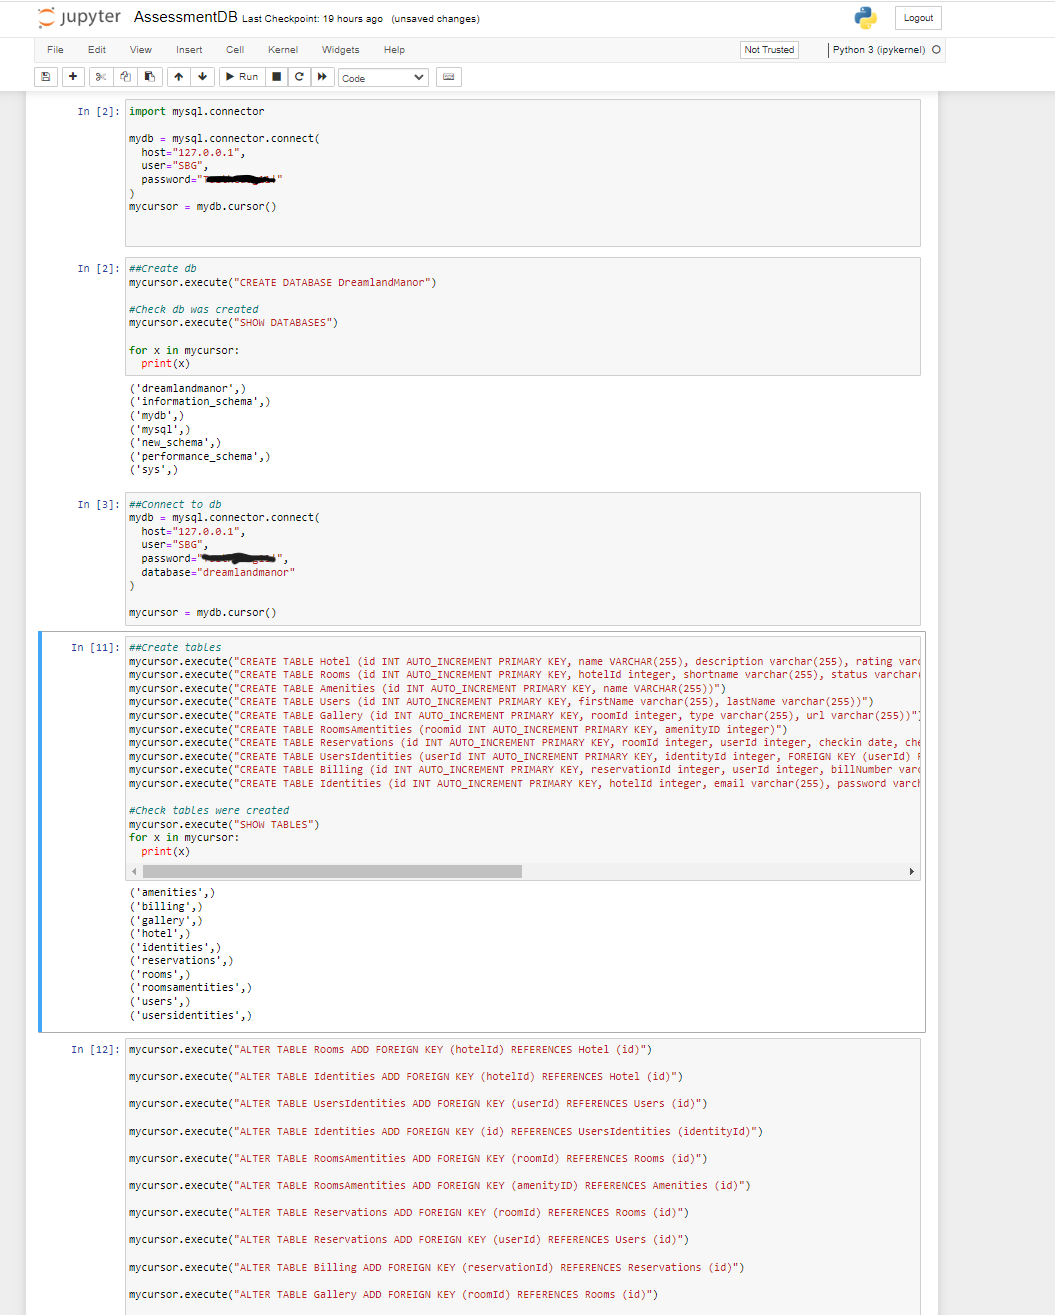 jupyter AssessmentDB Last Checkpoint: 19 hours ago (unsaved changes)
Logout
File Edit View Insert Cell Kernel Widgets Help
Not Trusted Python 3 (ipykernel)
Run Code
In [2]: import mysql.connector
mydb = mysql.connector.connect(
host="127.0.0.1",
user="SBG",
password="
"
)
mycursor = mydb.cursor()
In [2]: ##Create db
mycursor.execute("CREATE DATABASE DreamlandManor")
#Check db was created
mycursor.execute("SHOW DATABASES")
for x in mycursor:
print(x)
('dreamlandmanor',)
('information_schema',)
('mydb',)
('mysql',)
('new_schema',)
('performance_schema',)
('sys',)
In [3]: ##Connect to db
mydb = mysql.connector.connect(
host="127.0.0.1",
user="SBG",
password="
",
database="dreamlandmanor"
)
mycursor = mydb.cursor()
In [11]: ##Create tables
mycursor.execute("CREATE TABLE Hotel (id INT AUTO_INCREMENT PRIMARY KEY, name VARCHAR(255), description varchar(255), rating varc
mycursor.execute("CREATE TABLE Rooms (id INT AUTO_INCREMENT PRIMARY KEY, hotelId integer, shortname varchar(255), status varchar(
mycursor.execute("CREATE TABLE Amenities (id INT AUTO_INCREMENT PRIMARY KEY, name VARCHAR(255))")
mycursor.execute("CREATE TABLE Users (id INT AUTO_INCREMENT PRIMARY KEY, firstName varchar(255), lastName varchar(255))")
mycursor.execute("CREATE TABLE Gallery (id INT AUTO_INCREMENT PRIMARY KEY, roomId integer, type varchar(255), url varchar(255))")
mycursor.execute("CREATE TABLE RoomsAmentities (roomid INT AUTO_INCREMENT PRIMARY KEY, amenityID integer)")
mycursor.execute("CREATE TABLE Reservations (id INT AUTO_INCREMENT PRIMARY KEY, roomId integer, userId integer, checkin date, che
mycursor.execute("CREATE TABLE UsersIdentities (userId INT AUTO_INCREMENT PRIMARY KEY, identityId integer, FOREIGN KEY (userId) R
mycursor.execute("CREATE TABLE Billing (id INT AUTO_INCREMENT PRIMARY KEY, reservationId integer, userId integer, billNumber varc
mycursor.execute("CREATE TABLE Identities (id INT AUTO_INCREMENT PRIMARY KEY, hotelId integer, email varchar(255), password varch
#Check tables were created
mycursor.execute("SHOW TABLES")
for x in mycursor:
print(x)
('amenities',)
('billing',)
('gallery',)
('hotel',)
('identities',)
('reservations',)
('rooms',)
('roomsamentities',)
('users',)
('usersidentities',)
In [12]: mycursor.execute("ALTER TABLE Rooms ADD FOREIGN KEY (hotelId) REFERENCES Hotel (id)")
mycursor.execute("ALTER TABLE Identities ADD FOREIGN KEY (hotelId) REFERENCES Hotel (id)")
mycursor.execute("ALTER TABLE UsersIdentities ADD FOREIGN KEY (userId) REFERENCES Users (id)")
mycursor.execute("ALTER TABLE Identities ADD FOREIGN KEY (id) REFERENCES UsersIdentities (identityId)")
mycursor.execute("ALTER TABLE RoomsAmentities ADD FOREIGN KEY (roomId) REFERENCES Rooms (id)")
mycursor.execute("ALTER TABLE RoomsAmentities ADD FOREIGN KEY (amenityID) REFERENCES Amenities (id)")
mycursor.execute("ALTER TABLE Reservations ADD FOREIGN KEY (roomId) REFERENCES Rooms (id)")
mycursor.execute("ALTER TABLE Reservations ADD FOREIGN KEY (userId) REFERENCES Users (id)")
mycursor.execute("ALTER TABLE Billing ADD FOREIGN KEY (reservationId) REFERENCES Reservations (id)")
mycursor.execute("ALTER TABLE Gallery ADD FOREIGN KEY (roomId) REFERENCES Rooms (id)")